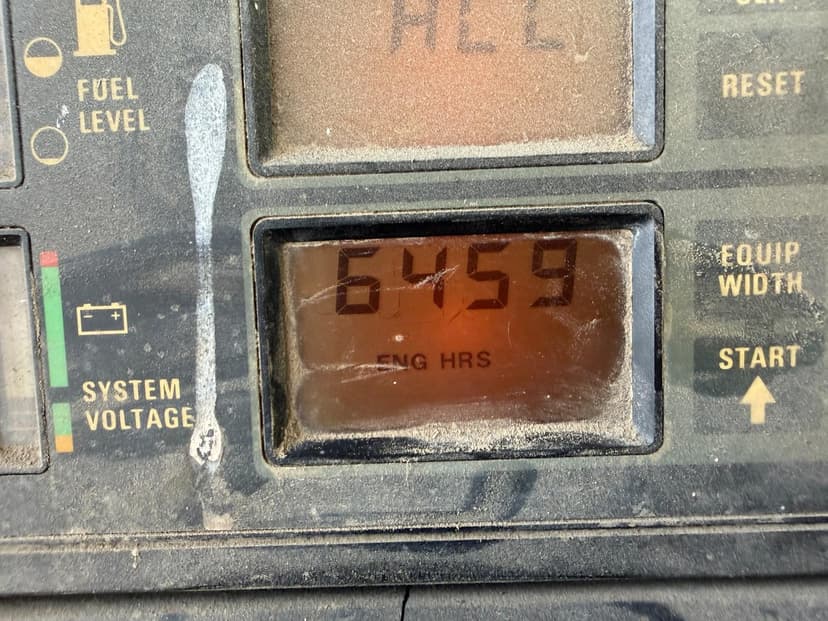 FUEL
LEVEL
RESET
6459
ENG HRS
EQUIP
WIDTH
START
SYSTEM
VOLTAGE